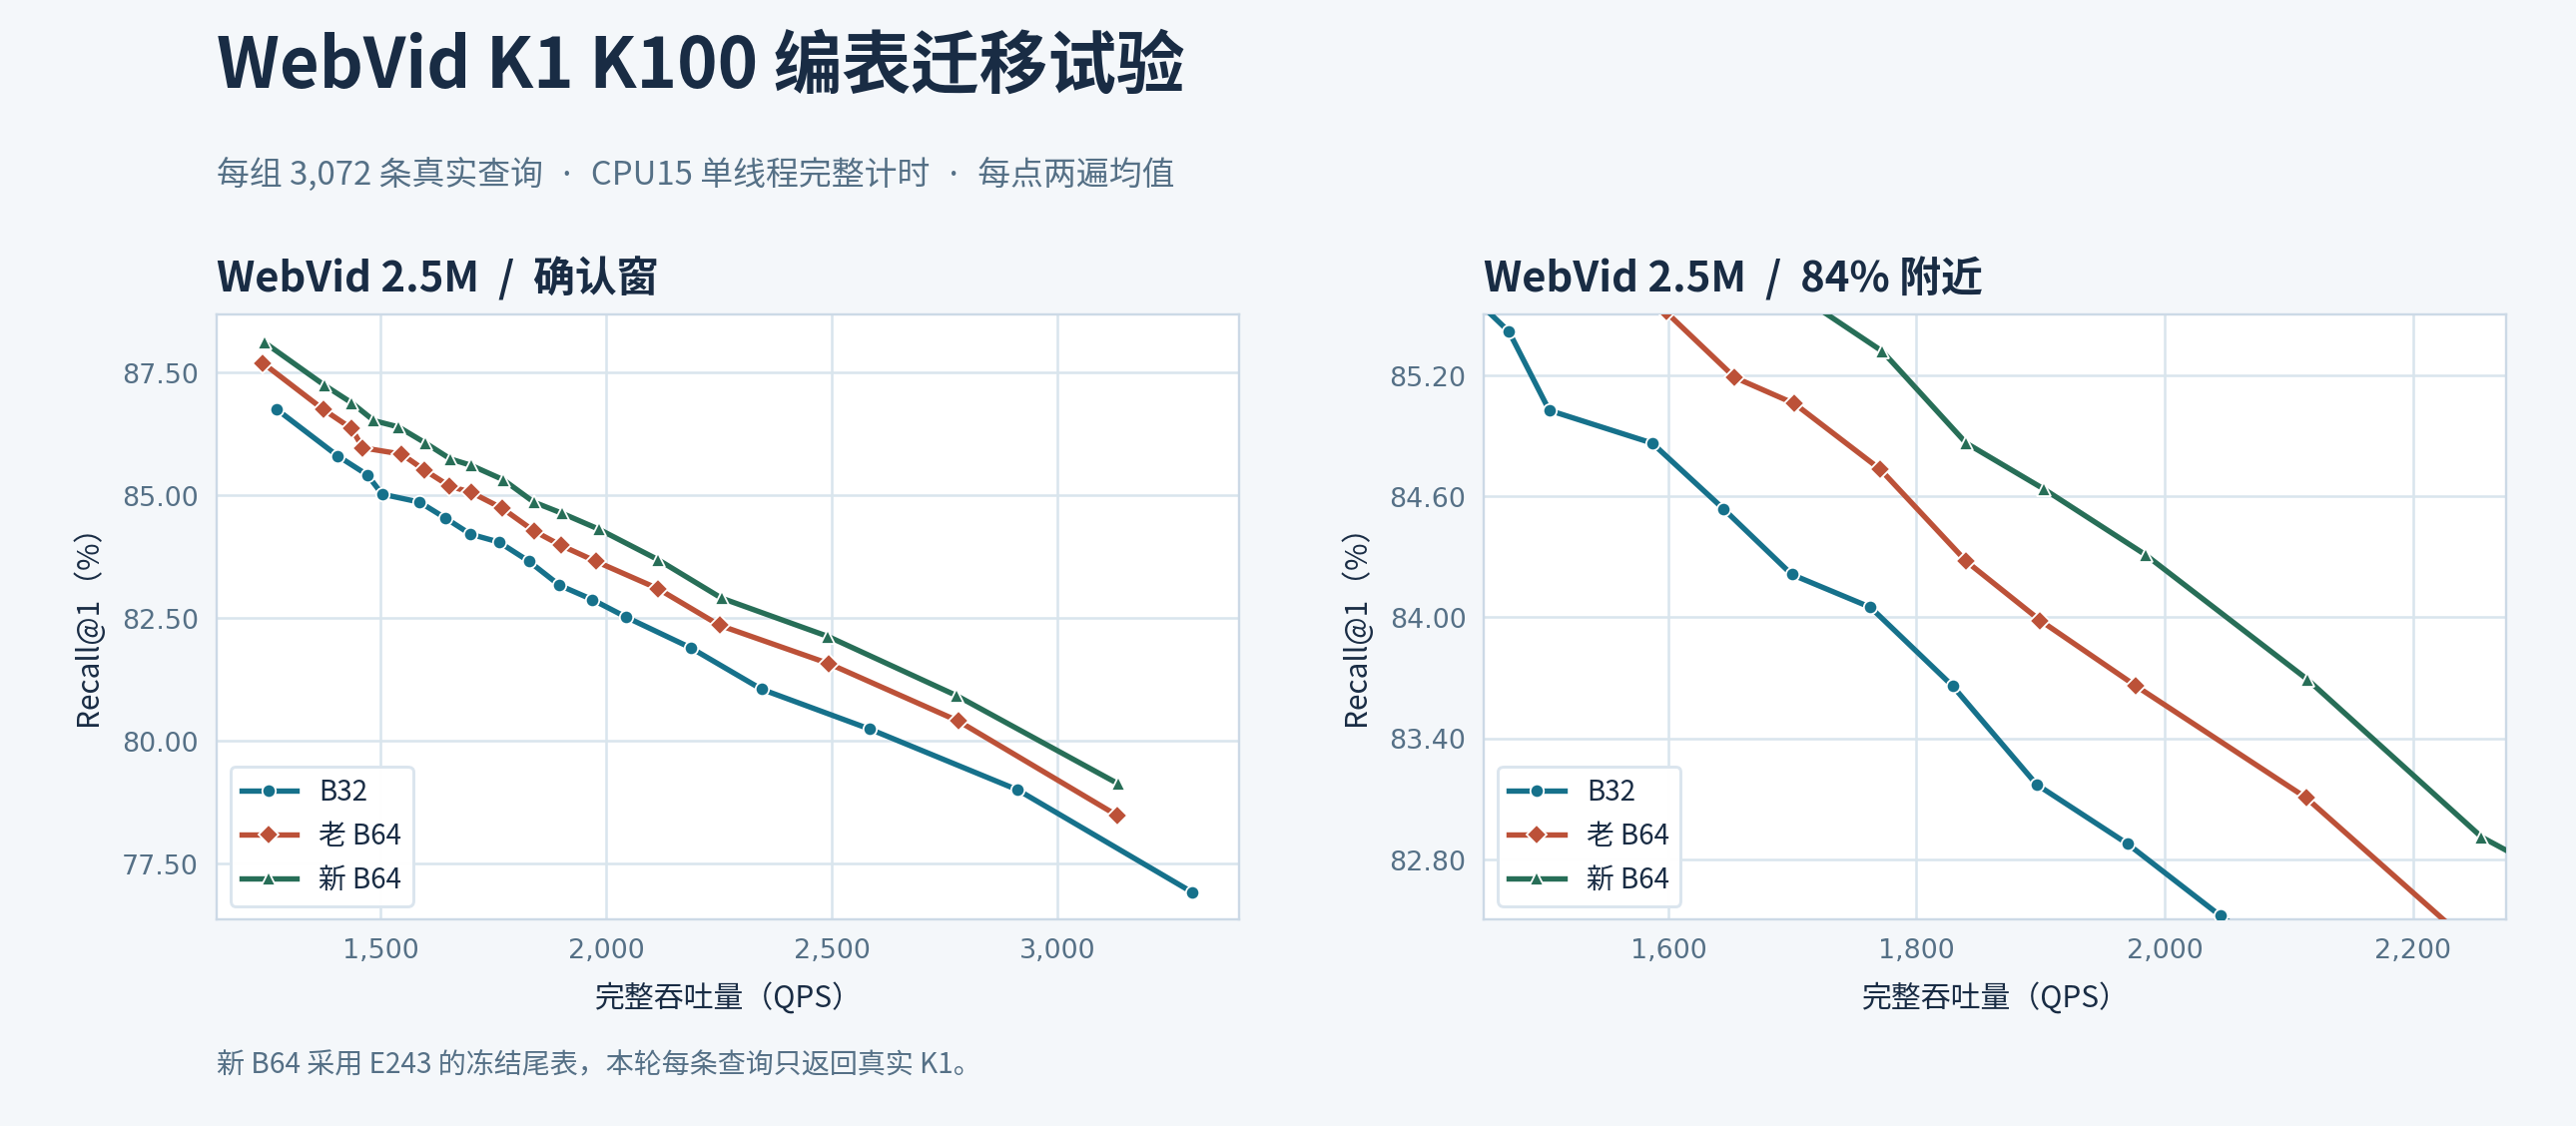 WebVid K1 K100 编表迁移试验
每组 3,072 条真实查询 · CPU15 单线程完整计时 · 每点两遍均值
WebVid 2.5M / 确认窗
Recall@1（%）
87.50
85.00
82.50
80.00
77.50
B32
老 B64
新 B64
1,500 2,000 2,500 3,000
完整吞吐量（QPS）
WebVid 2.5M / 84% 附近
Recall@1（%）
85.20
84.60
84.00
83.40
82.80
B32
老 B64
新 B64
1,600 1,800 2,000 2,200
完整吞吐量（QPS）
新 B64 采用 E243 的冻结尾表，本轮每条查询只返回真实 K1。